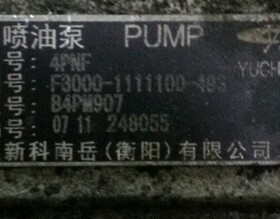 喷油泵 PUMP
号: 4PNF
号: F3000-1111100-493
号: B4PM907
号: 07 11 248055
YUCH
新科南岳(衡阳)有限公司